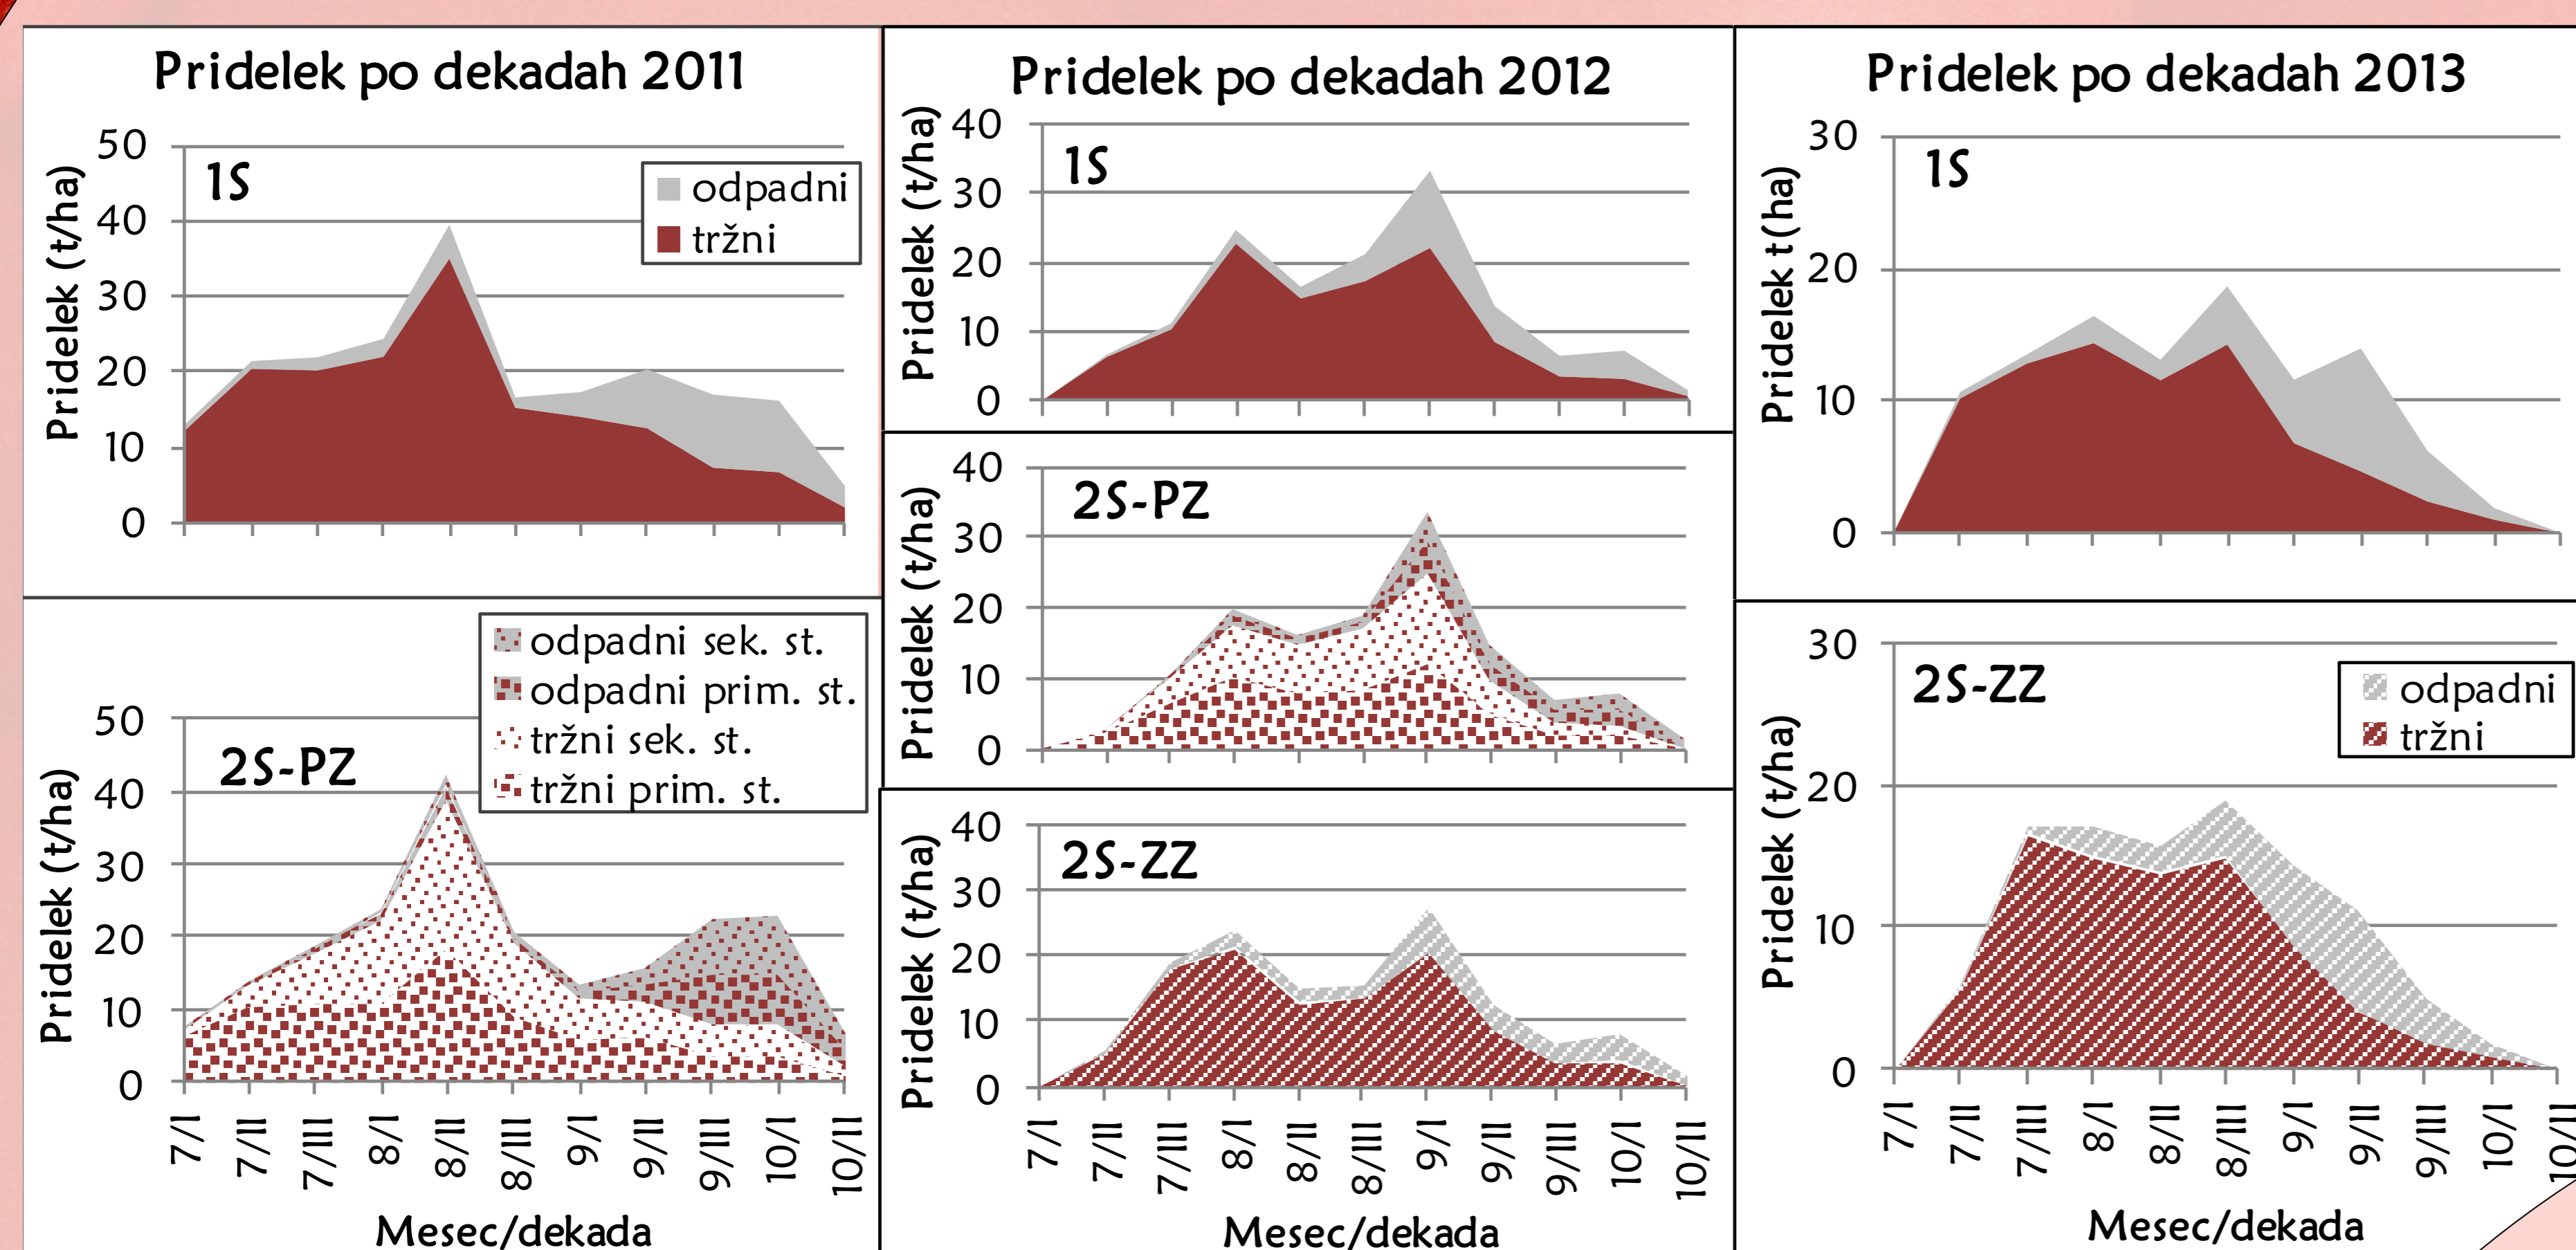 Pridelek po dekadah 2011
Pridelek (t/ha)
50
40
30
20
10
0
1S
odpadni
tržni
2S-PZ
odpadni sek. st.
odpadni prim. st.
tržni sek. st.
tržni prim. st.
Pridelek (t/ha)
50
40
30
20
10
0
7/I
7/II
7/III
8/I
8/II
8/III
9/I
9/II
9/III
10/I
10/II
Mesec/dekada
Pridelek po dekadah 2012
Pridelek (t/ha)
40
30
20
10
0
1S
Pridelek (t/ha)
40
30
20
10
0
2S-PZ
Pridelek (t/ha)
40
30
20
10
0
2S-ZZ
7/I
7/II
7/III
8/I
8/II
8/III
9/I
9/II
9/III
10/I
10/II
Mesec/dekada
Pridelek po dekadah 2013
Pridelek t(ha)
30
20
10
0
1S
Pridelek (t/ha)
30
20
10
0
2S-ZZ
odpadni
tržni
7/I
7/II
7/III
8/I
8/II
8/III
9/I
9/II
9/III
10/I
10/II
Mesec/dekada